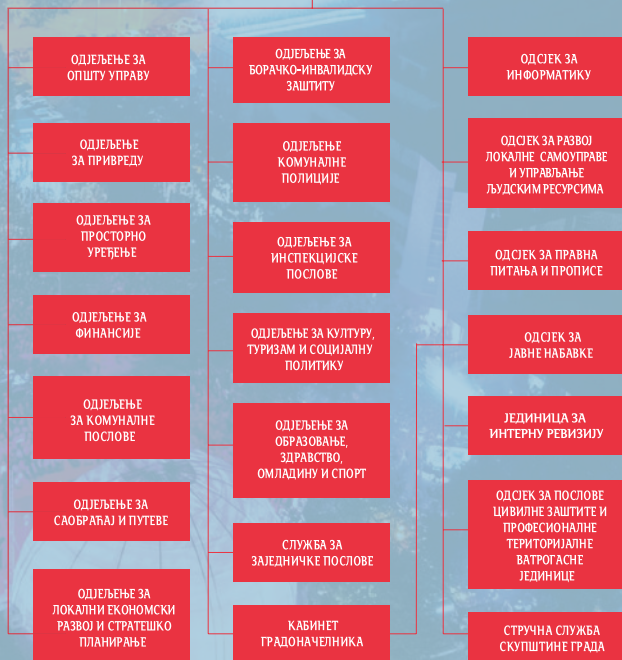 ОДЈЕЉЕЊЕ ЗА
ОПШТУ УПРАВУ
ОДЈЕЉЕЊЕ
ЗА ПРИВРЕДУ
ОДЈЕЉЕЊЕ ЗА
ПРОСТОРНО
УРЕЂЕЊЕ
ОДЈЕЉЕЊЕ ЗА
ФИНАНСИЈЕ
ОДЈЕЉЕЊЕ
ЗА КОМУНАЛНЕ
ПОСЛОВЕ
ОДЈЕЉЕЊЕ ЗА
САОБРАЋАЈ И ПУТЕВЕ
ОДЈЕЉЕЊЕ ЗА
ЛОКАЛНИ ЕКОНОМСКИ
РАЗВОЈ И СТРАТЕШКО
ПЛАНИРАЊЕ
ОДЈЕЉЕЊЕ ЗА
БОРАЧКО-ИНВАЛИДСКУ
ЗАШТИТУ
ОДЈЕЉЕЊЕ
КОМУНАЛНЕ
ПОЛИЦИЈЕ
ОДЈЕЉЕЊЕ ЗА
ИНСПЕКЦИЈСКЕ
ПОСЛОВЕ
ОДЈЕЉЕЊЕ ЗА КУЛТУРУ,
ТУРИЗАМ И СОЦИЈАЛНУ
ПОЛИТИКУ
ОДЈЕЉЕЊЕ ЗА
ОБРАЗОВАЊЕ,
ЗДРАВСТВО,
ОМЛАДИНУ И СПОРТ
СЛУЖБА ЗА
ЗАЈЕДНИЧКЕ ПОСЛОВЕ
КАБИНЕТ
ГРАДОНАЧЕЛНИКА
ОДСЈЕК ЗА
ИНФОРМАТИКУ
ОДСЈЕК ЗА РАЗВОЈ
ЛОКАЛНЕ САМОУПРАВЕ
И УПРАВЉАЊЕ
ЉУДСКИМ РЕСУРСИМА
ОДСЈЕК ЗА ПРАВНА
ПИТАЊА И ПРОПИСЕ
ОДСЈЕК ЗА
ЈАВНЕ НАБАВКЕ
ЈЕДИНИЦА ЗА
ИНТЕРНУ РЕВИЗИЈУ
ОДСЈЕК ЗА ПОСЛОВЕ
ЦИВИЛНЕ ЗАШТИТЕ И
ПРОФЕСИОНАЛНЕ
ТЕРИТОРИЈАЛНЕ
ВАТРОГАСНЕ
ЈЕДИНИЦЕ
СТРУЧНА СЛУЖБА
СКУПШТИНЕ ГРАДА